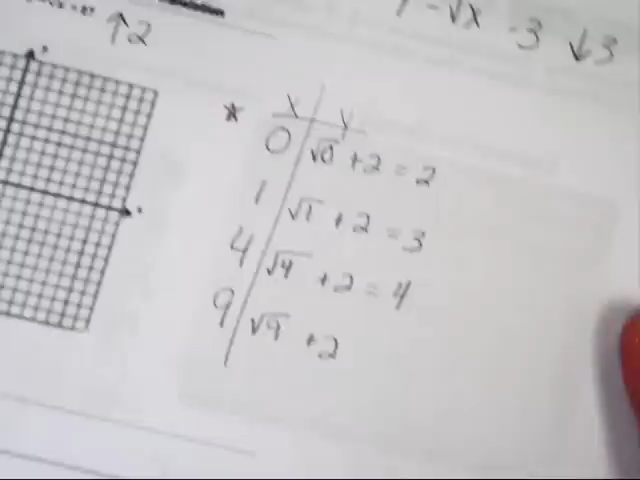 ↑2
-√x -3 ↓3
* x y
0 √0 +2 = 2
1 √1 +2 = 3
4 √4 +2 = 4
9 √9 +2